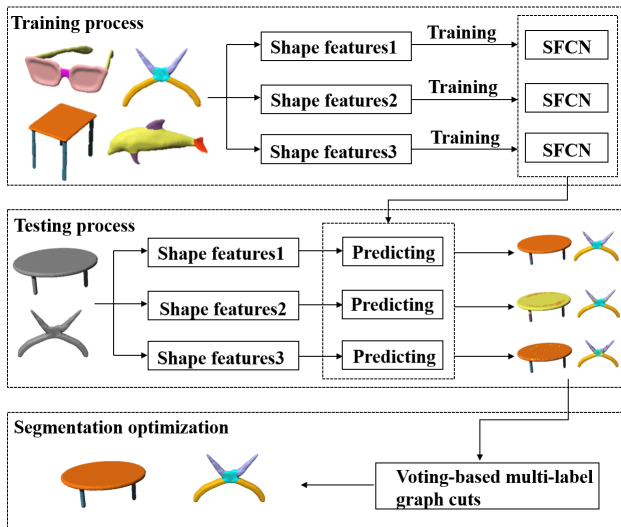 Training process
Shape features1
Training
SFCN
Shape features2
Training
SFCN
Shape features3
Training
SFCN
Testing process
Shape features1
Predicting
Shape features2
Predicting
Shape features3
Predicting
Segmentation optimization
Voting-based multi-label
graph cuts